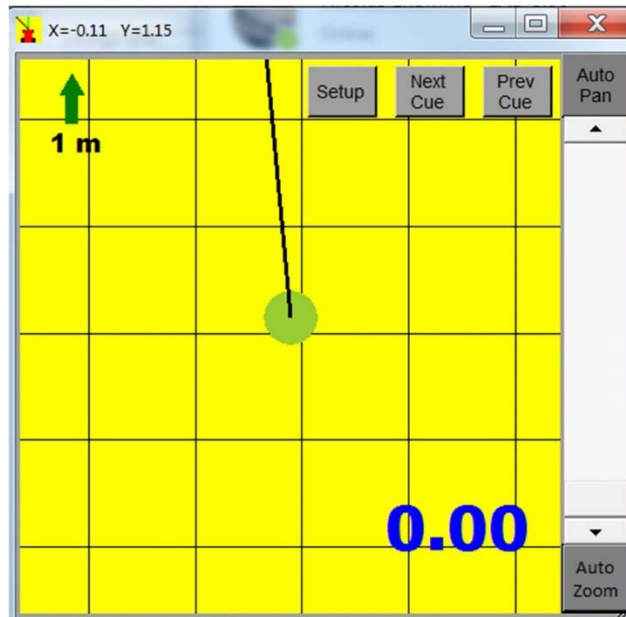 X=-0.11 Y=1.15
Setup
Next
Cue
Prev
Cue
Auto
Pan
1 m
0.00
Auto
Zoom